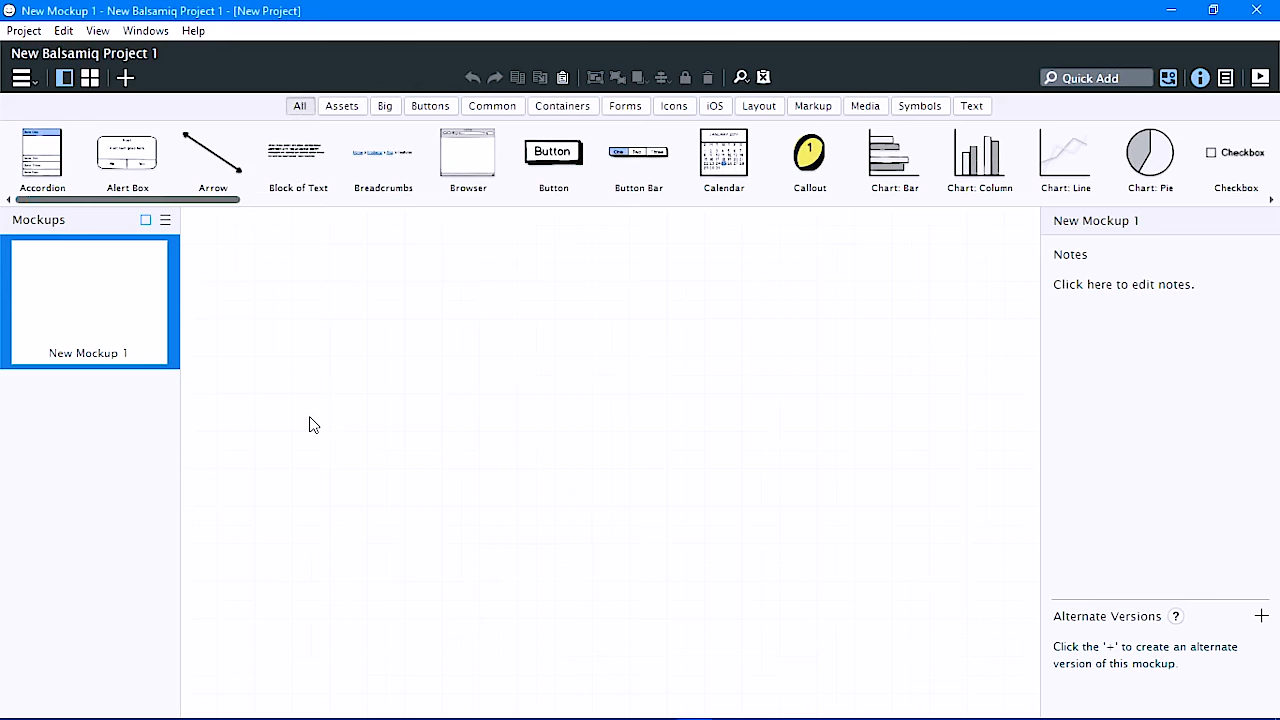 New Mockup 1 - New Balsamiq Project 1 - [New Project]
Project Edit View Windows Help
New Balsamiq Project 1
Quick Add
All Assets Big Buttons Common Containers Forms Icons iOS Layout Markup Media Symbols Text
Button
1
Checkbox
Accordion Alert Box Arrow Block of Text Breadcrumbs Browser Button Button Bar Calendar Callout Chart: Bar Chart: Column Chart: Line Chart: Pie Checkbox
Mockups
New Mockup 1
New Mockup 1
Notes
Click here to edit notes.
Alternate Versions ?
Click the '+' to create an alternate
version of this mockup.